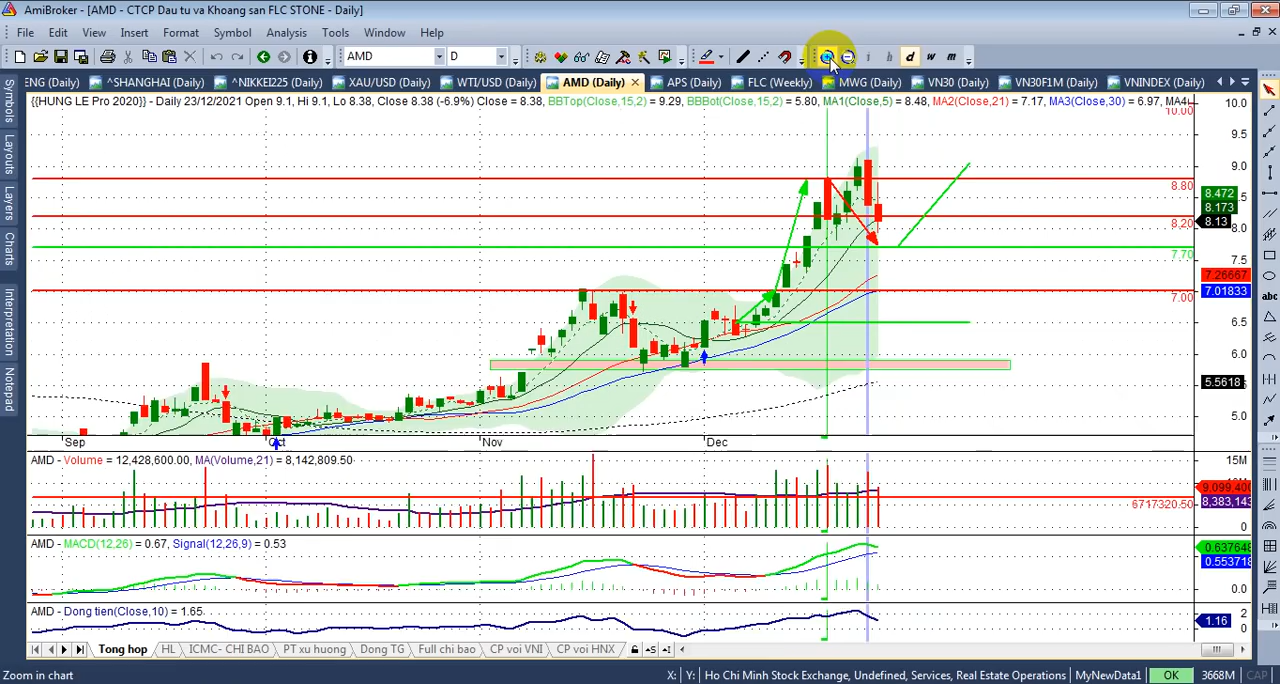 AmiBroker - [AMD - CTCP Dau tu va Khoang san FLC STONE - Daily]
File Edit View Insert Format Symbol Analysis Tools Window Help
AMD D i h d w m
ENG (Daily) ^SHANGHAI (Daily) ^NIKKEI225 (Daily) XAU/USD (Daily) WTI/USD (Daily) AMD (Daily) APS (Daily) FLC (Weekly) MWG (Daily) VN30 (Daily) VN30F1M (Daily) VNINDEX (Daily)
{{HUNG LE Pro 2020}} - Daily 23/12/2021 Open 9.1, Hi 9.1, Lo 8.38, Close 8.38 (-6.9%) Close = 8.38, BBTop(Close,15,2) = 9.29, BBBot(Close,15,2) = 5.80, MA1(Close,5) = 8.48, MA2(Close,21) = 7.17, MA3(Close,30) = 6.97, MA4(
Symbols
Layouts
Layers
Charts
Interpretation
Notepad
10.0
10.00
9.5
9.0
8.80
8.472
8.173
8.13
8.20
8.0
7.70
7.5
7.26667
7.01833
7.00
6.5
6.0
5.5618
5.0
abc
Sep Oct Nov Dec
AMD - Volume = 12,428,600.00, MA(Volume,21) = 8,142,809.50
15M
9,099,400
8,383,143
6717320.50
0
AMD - MACD(12,26) = 0.67, Signal(12,26,9) = 0.53
0.637648
0.553718
0.0
AMD - Dong tien(Close,10) = 1.65
2
1.16
0
Tong hop HL ICMC- CHI BAO PT xu huong Dong TG Full chi bao CP voi VNI CP voi HNX
Zoom in chart X: Y: Ho Chi Minh Stock Exchange, Undefined, Services, Real Estate Operations MyNewData1 OK 3668M CAP